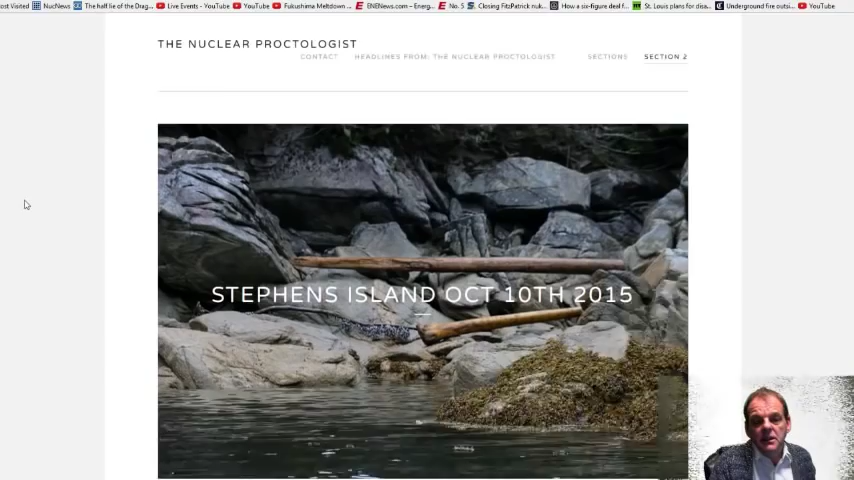 ost Visited NucNews The half lie of the Drag... Live Events - YouTube YouTube Fukushima Meltdown ... ENENews.com – Energ... No. 5 Closing FitzPatrick nuk... How a six-figure deal f... St. Louis plans for disa... Underground fire outsi... YouTube
THE NUCLEAR PROCTOLOGIST
CONTACT HEADLINES FROM: THE NUCLEAR PROCTOLOGIST SECTIONS SECTION 2
STEPHENS ISLAND OCT 10TH 2015